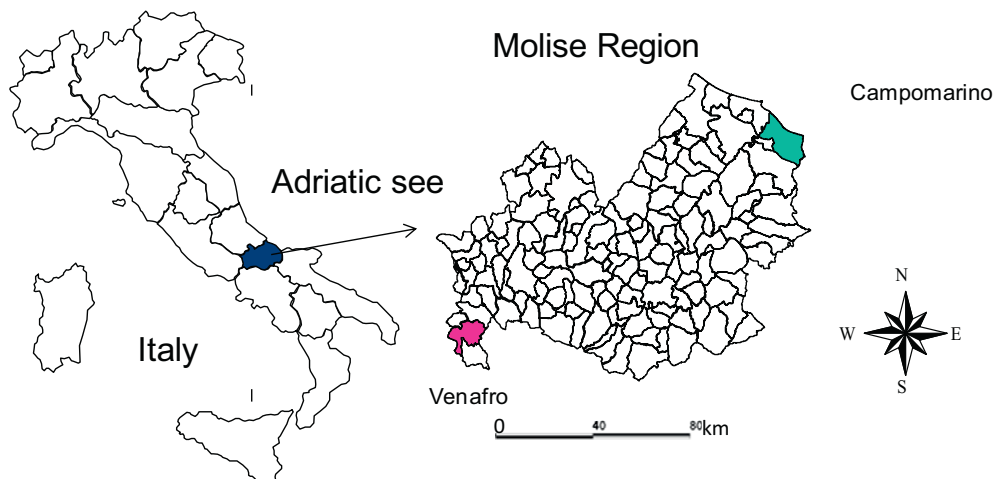 Molise Region
Campomarino
Adriatic see
N
W E
S
Italy
Venafro
0 40 80km